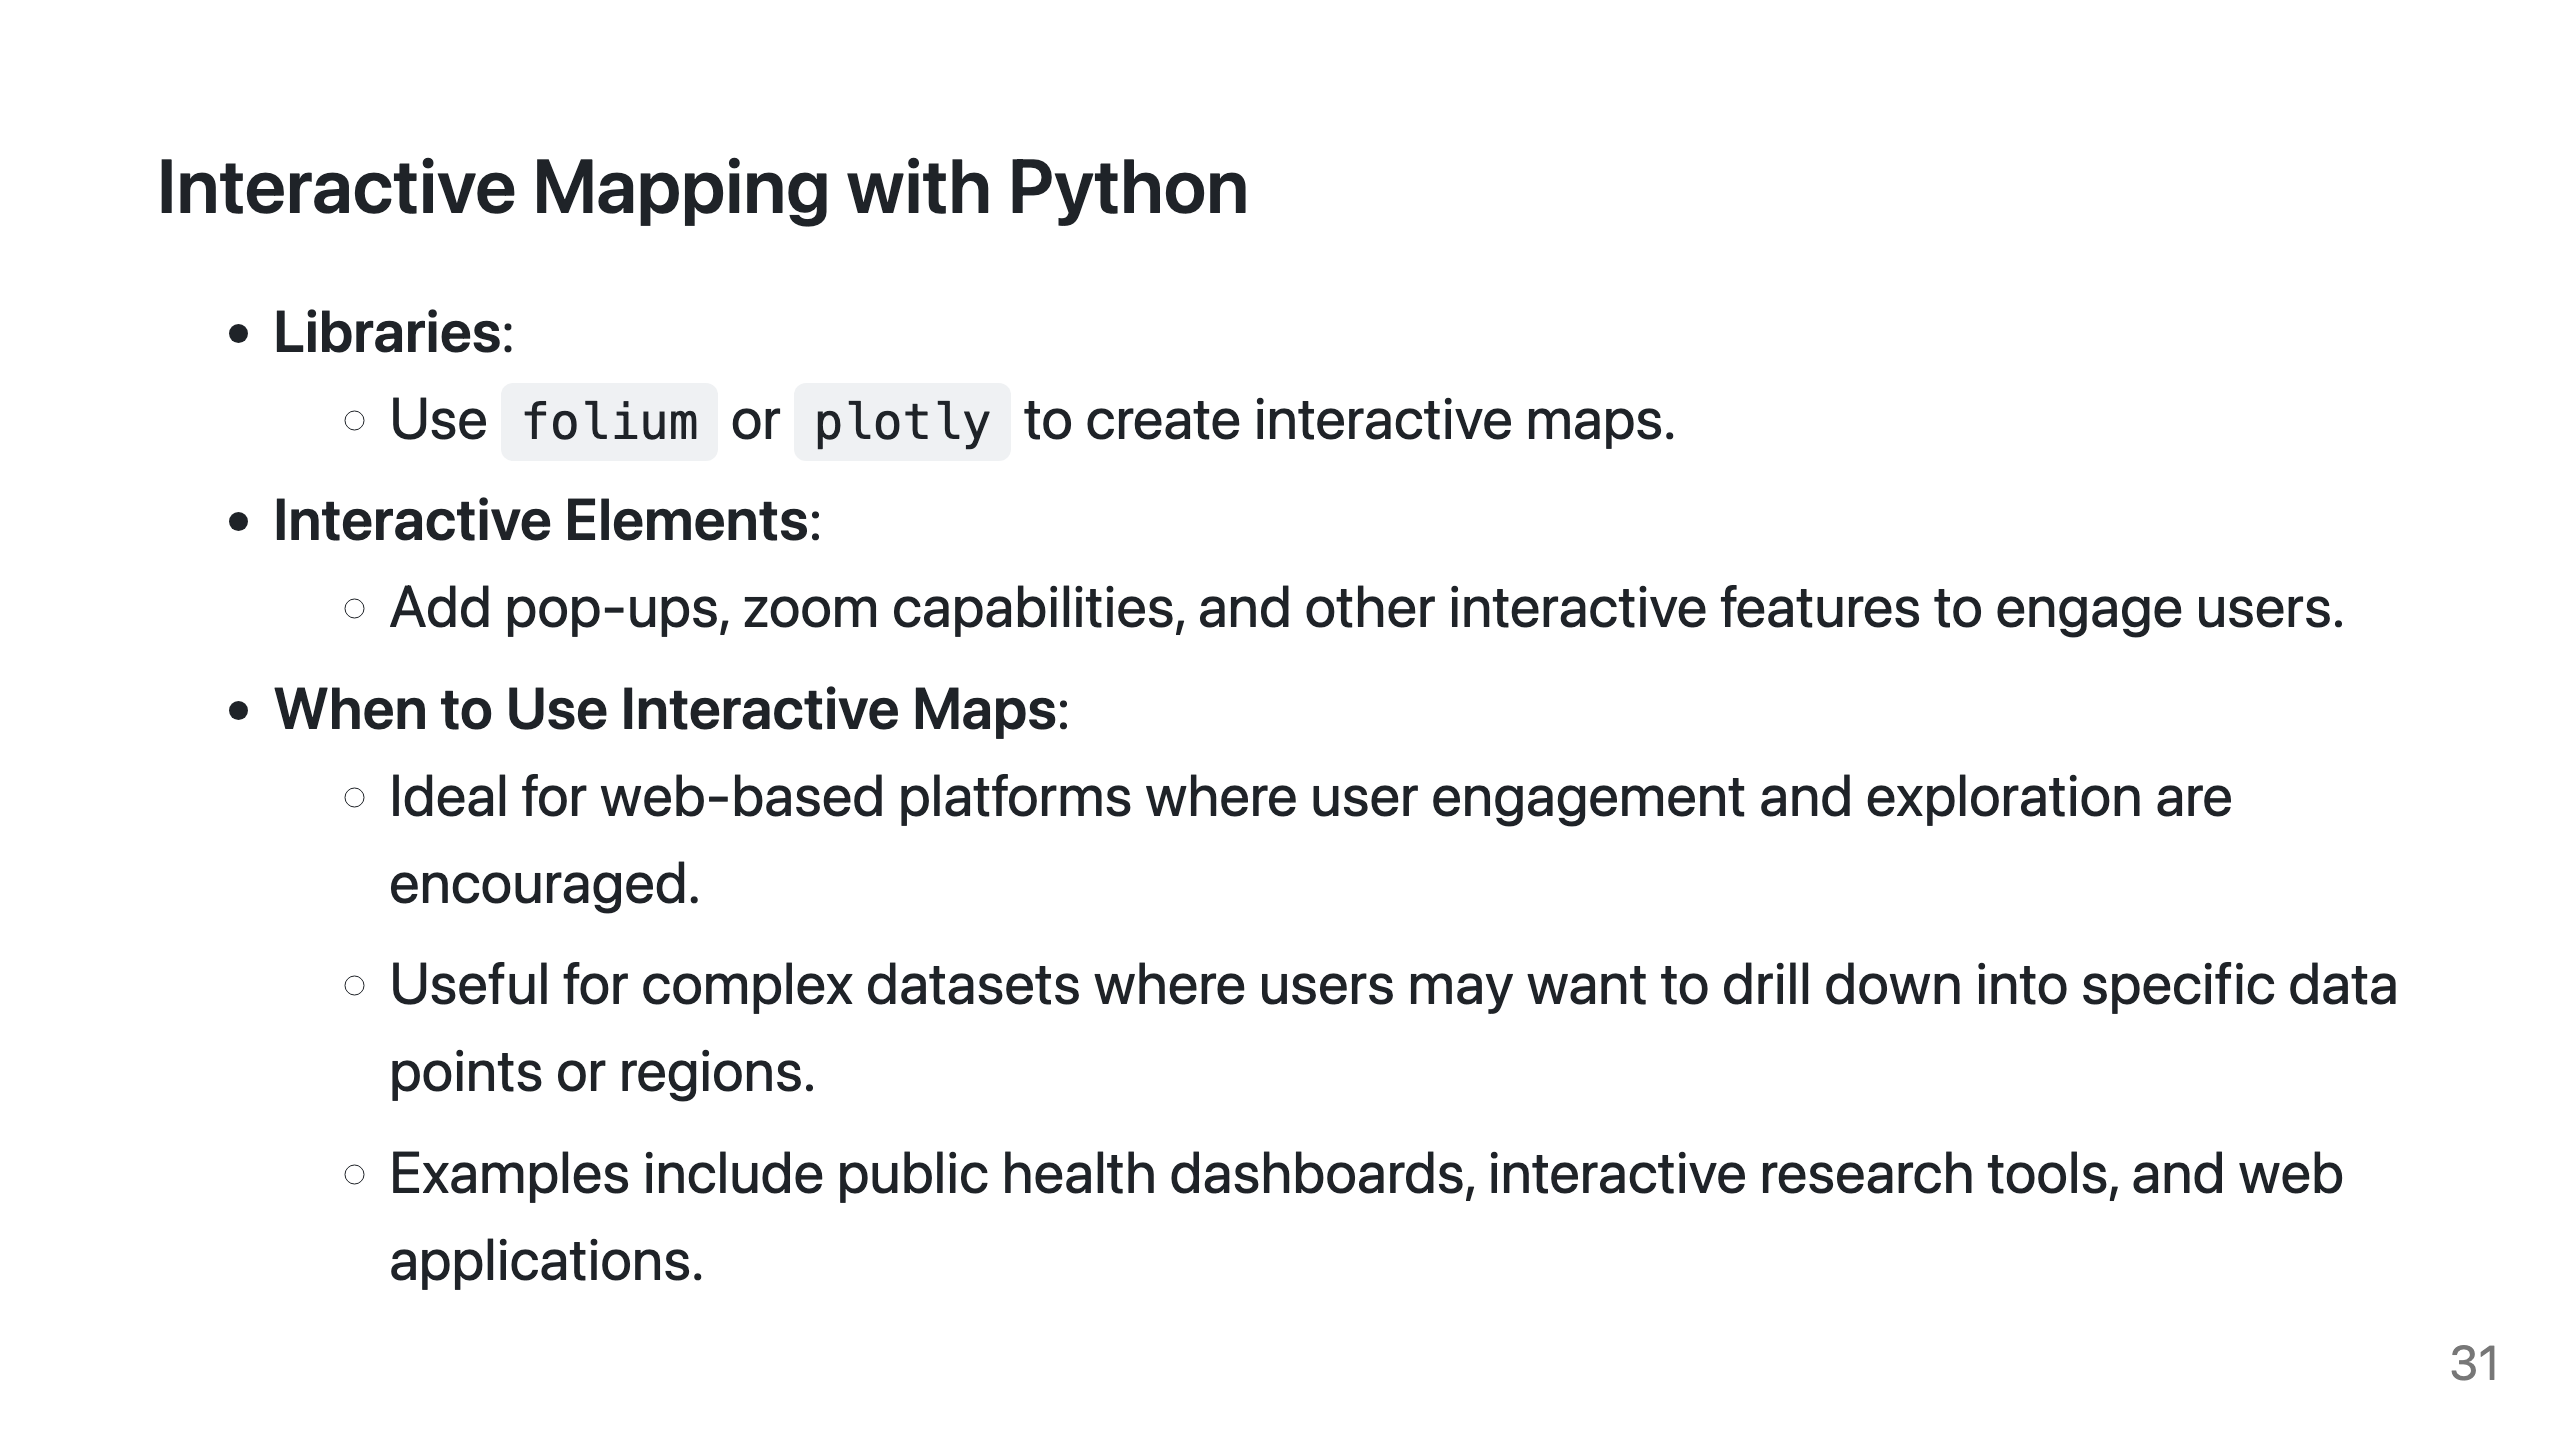 Interactive Mapping with Python
• Libraries:
○ Use folium or plotly to create interactive maps.
• Interactive Elements:
○ Add pop-ups, zoom capabilities, and other interactive features to engage users.
• When to Use Interactive Maps:
○ Ideal for web-based platforms where user engagement and exploration are
encouraged.
○ Useful for complex datasets where users may want to drill down into specific data
points or regions.
○ Examples include public health dashboards, interactive research tools, and web
applications.
31